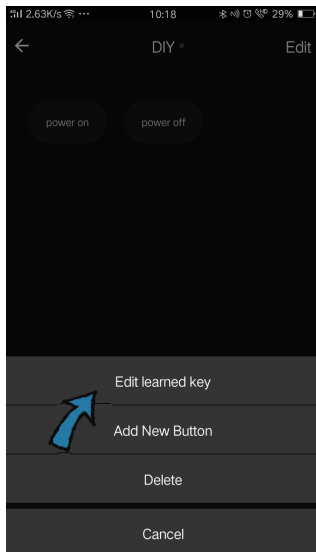 2.63K/s ··· 10:18 29%
DIY Edit
power on power off
Edit learned key
Add New Button
Delete
Cancel